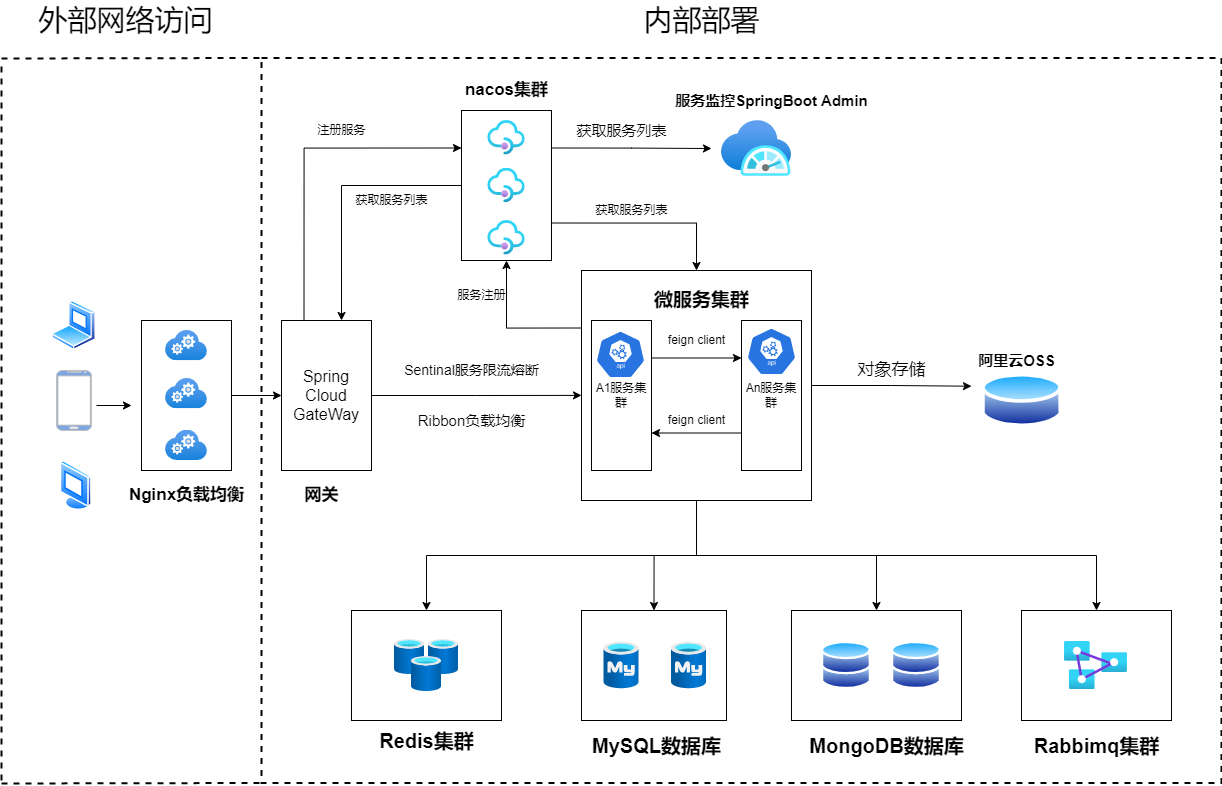 外部网络访问
内部部署
nacos集群
服务监控SpringBoot Admin
注册服务
获取服务列表
获取服务列表
获取服务列表
服务注册
微服务集群
Spring
Cloud
GateWay
Sentinal服务限流熔断
Ribbon负载均衡
api
A1服务集
群
feign client
feign client
api
An服务集
群
对象存储
阿里云OSS
Nginx负载均衡
网关
My
My
Redis集群
MySQL数据库
MongoDB数据库
Rabbimq集群